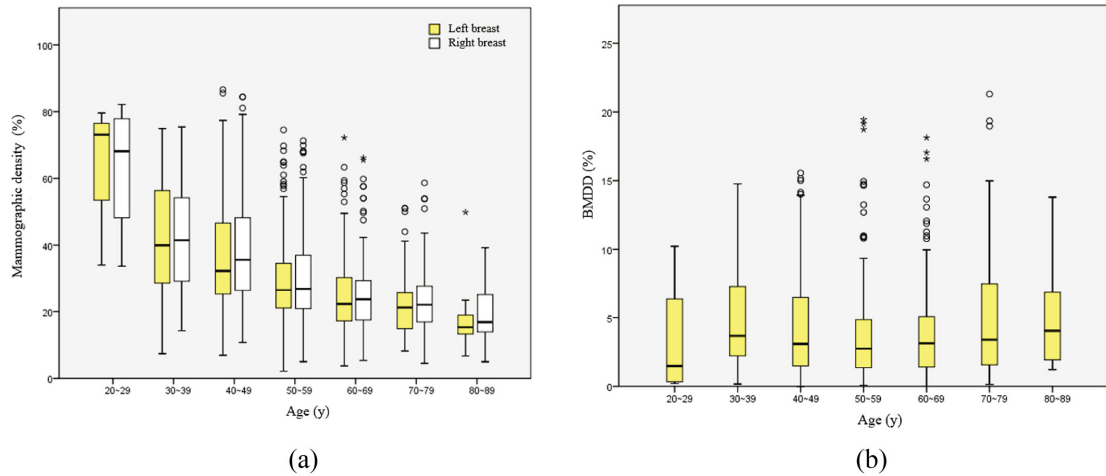 Left breast
Right breast
Mammographic density (%)
100
80
60
40
20
0
20~29 30~39 40~49 50~59 60~69 70~79 80~89
Age (y)
(a)
BMDD (%)
25
20
15
10
5
0
20~29 30~39 40~49 50~59 60~69 70~79 80~89
Age (y)
(b)